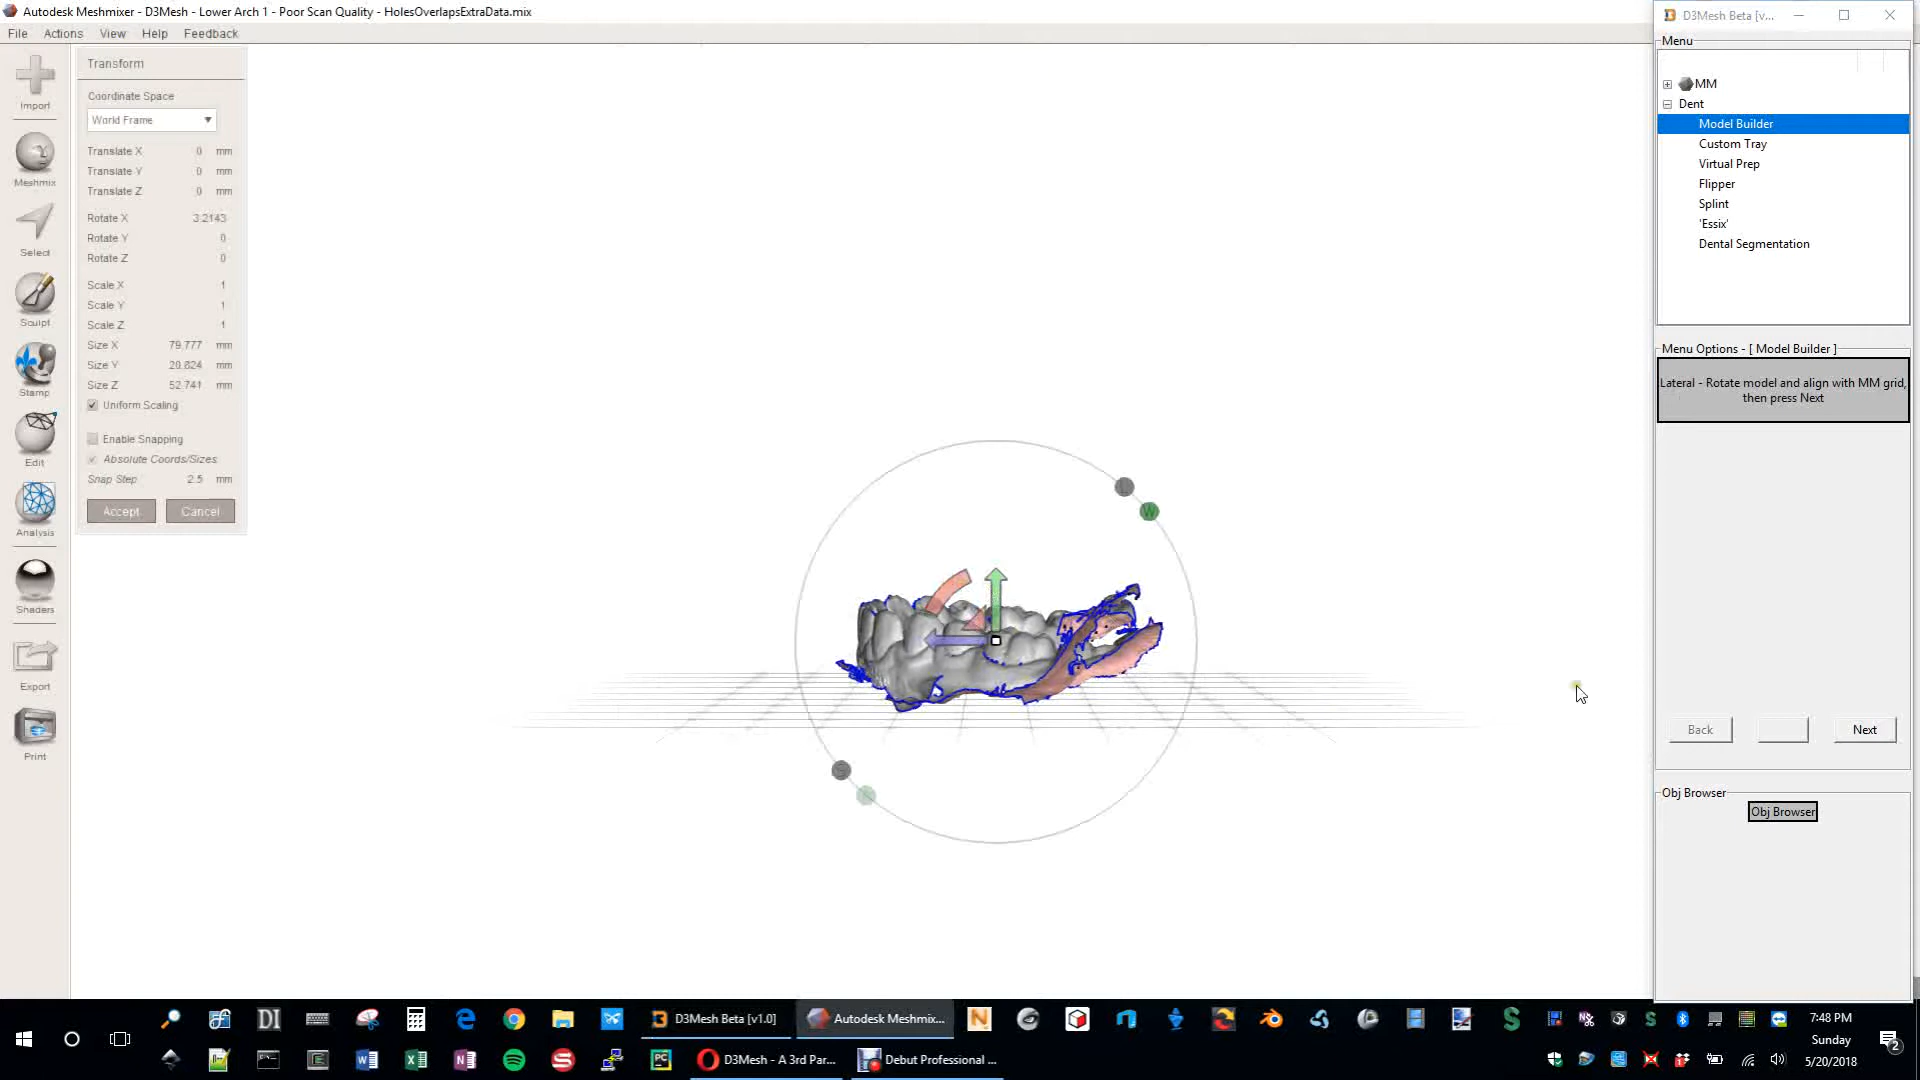 Autodesk Meshmixer - D3Mesh - Lower Arch 1 - Poor Scan Quality - HolesOverlapsExtraData.mix
File Actions View Help Feedback
Import
Meshmix
Select
Sculpt
Stamp
Edit
Analysis
Shaders
Export
Print
Transform
Coordinate Space
World Frame
Translate X 0 mm
Translate Y 0 mm
Translate Z 0 mm
Rotate X 3.2143
Rotate Y 0
Rotate Z 0
Scale X 1
Scale Y 1
Scale Z 1
Size X 79.777 mm
Size Y 20.824 mm
Size Z 52.741 mm
Uniform Scaling
Enable Snapping
Absolute Coords/Sizes
Snap Step 2.5 mm
Accept Cancel
W
D3Mesh Beta [v...
Menu
MM
Dent
Model Builder
Custom Tray
Virtual Prep
Flipper
Splint
'Essix'
Dental Segmentation
Menu Options - [ Model Builder ]
Lateral - Rotate model and align with MM grid,
then press Next
Back Next
Obj Browser
Obj Browser
DI
D3Mesh Beta [v1.0]
Autodesk Meshmix...
7:48 PM
Sunday
5/20/2018
2
D3Mesh - A 3rd Par...
Debut Professional ...